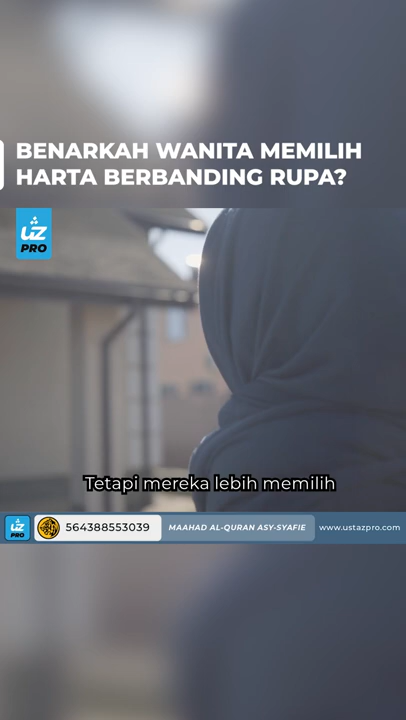 BENARKAH WANITA MEMILIH
HARTA BERBANDING RUPA?
UZ
PRO
Tetapi mereka lebih memilih
UZ
PRO
564388553039
MAAHAD AL-QURAN ASY-SYAFIE
www.ustazpro.com